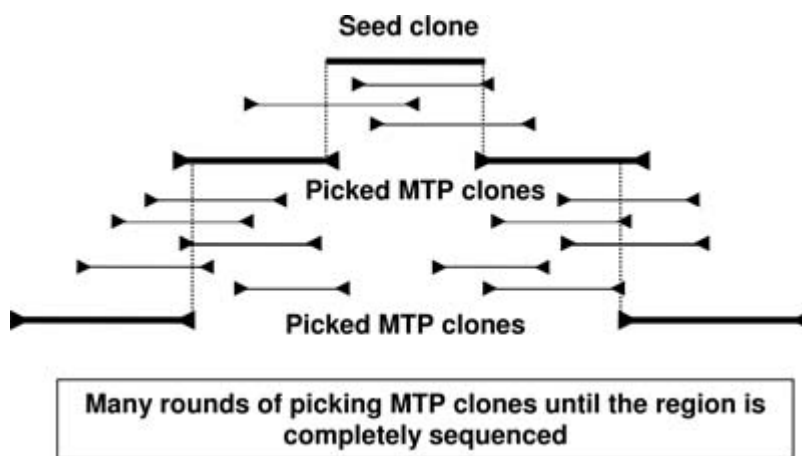 Seed clone
Picked MTP clones
Picked MTP clones
Many rounds of picking MTP clones until the region is
completely sequenced